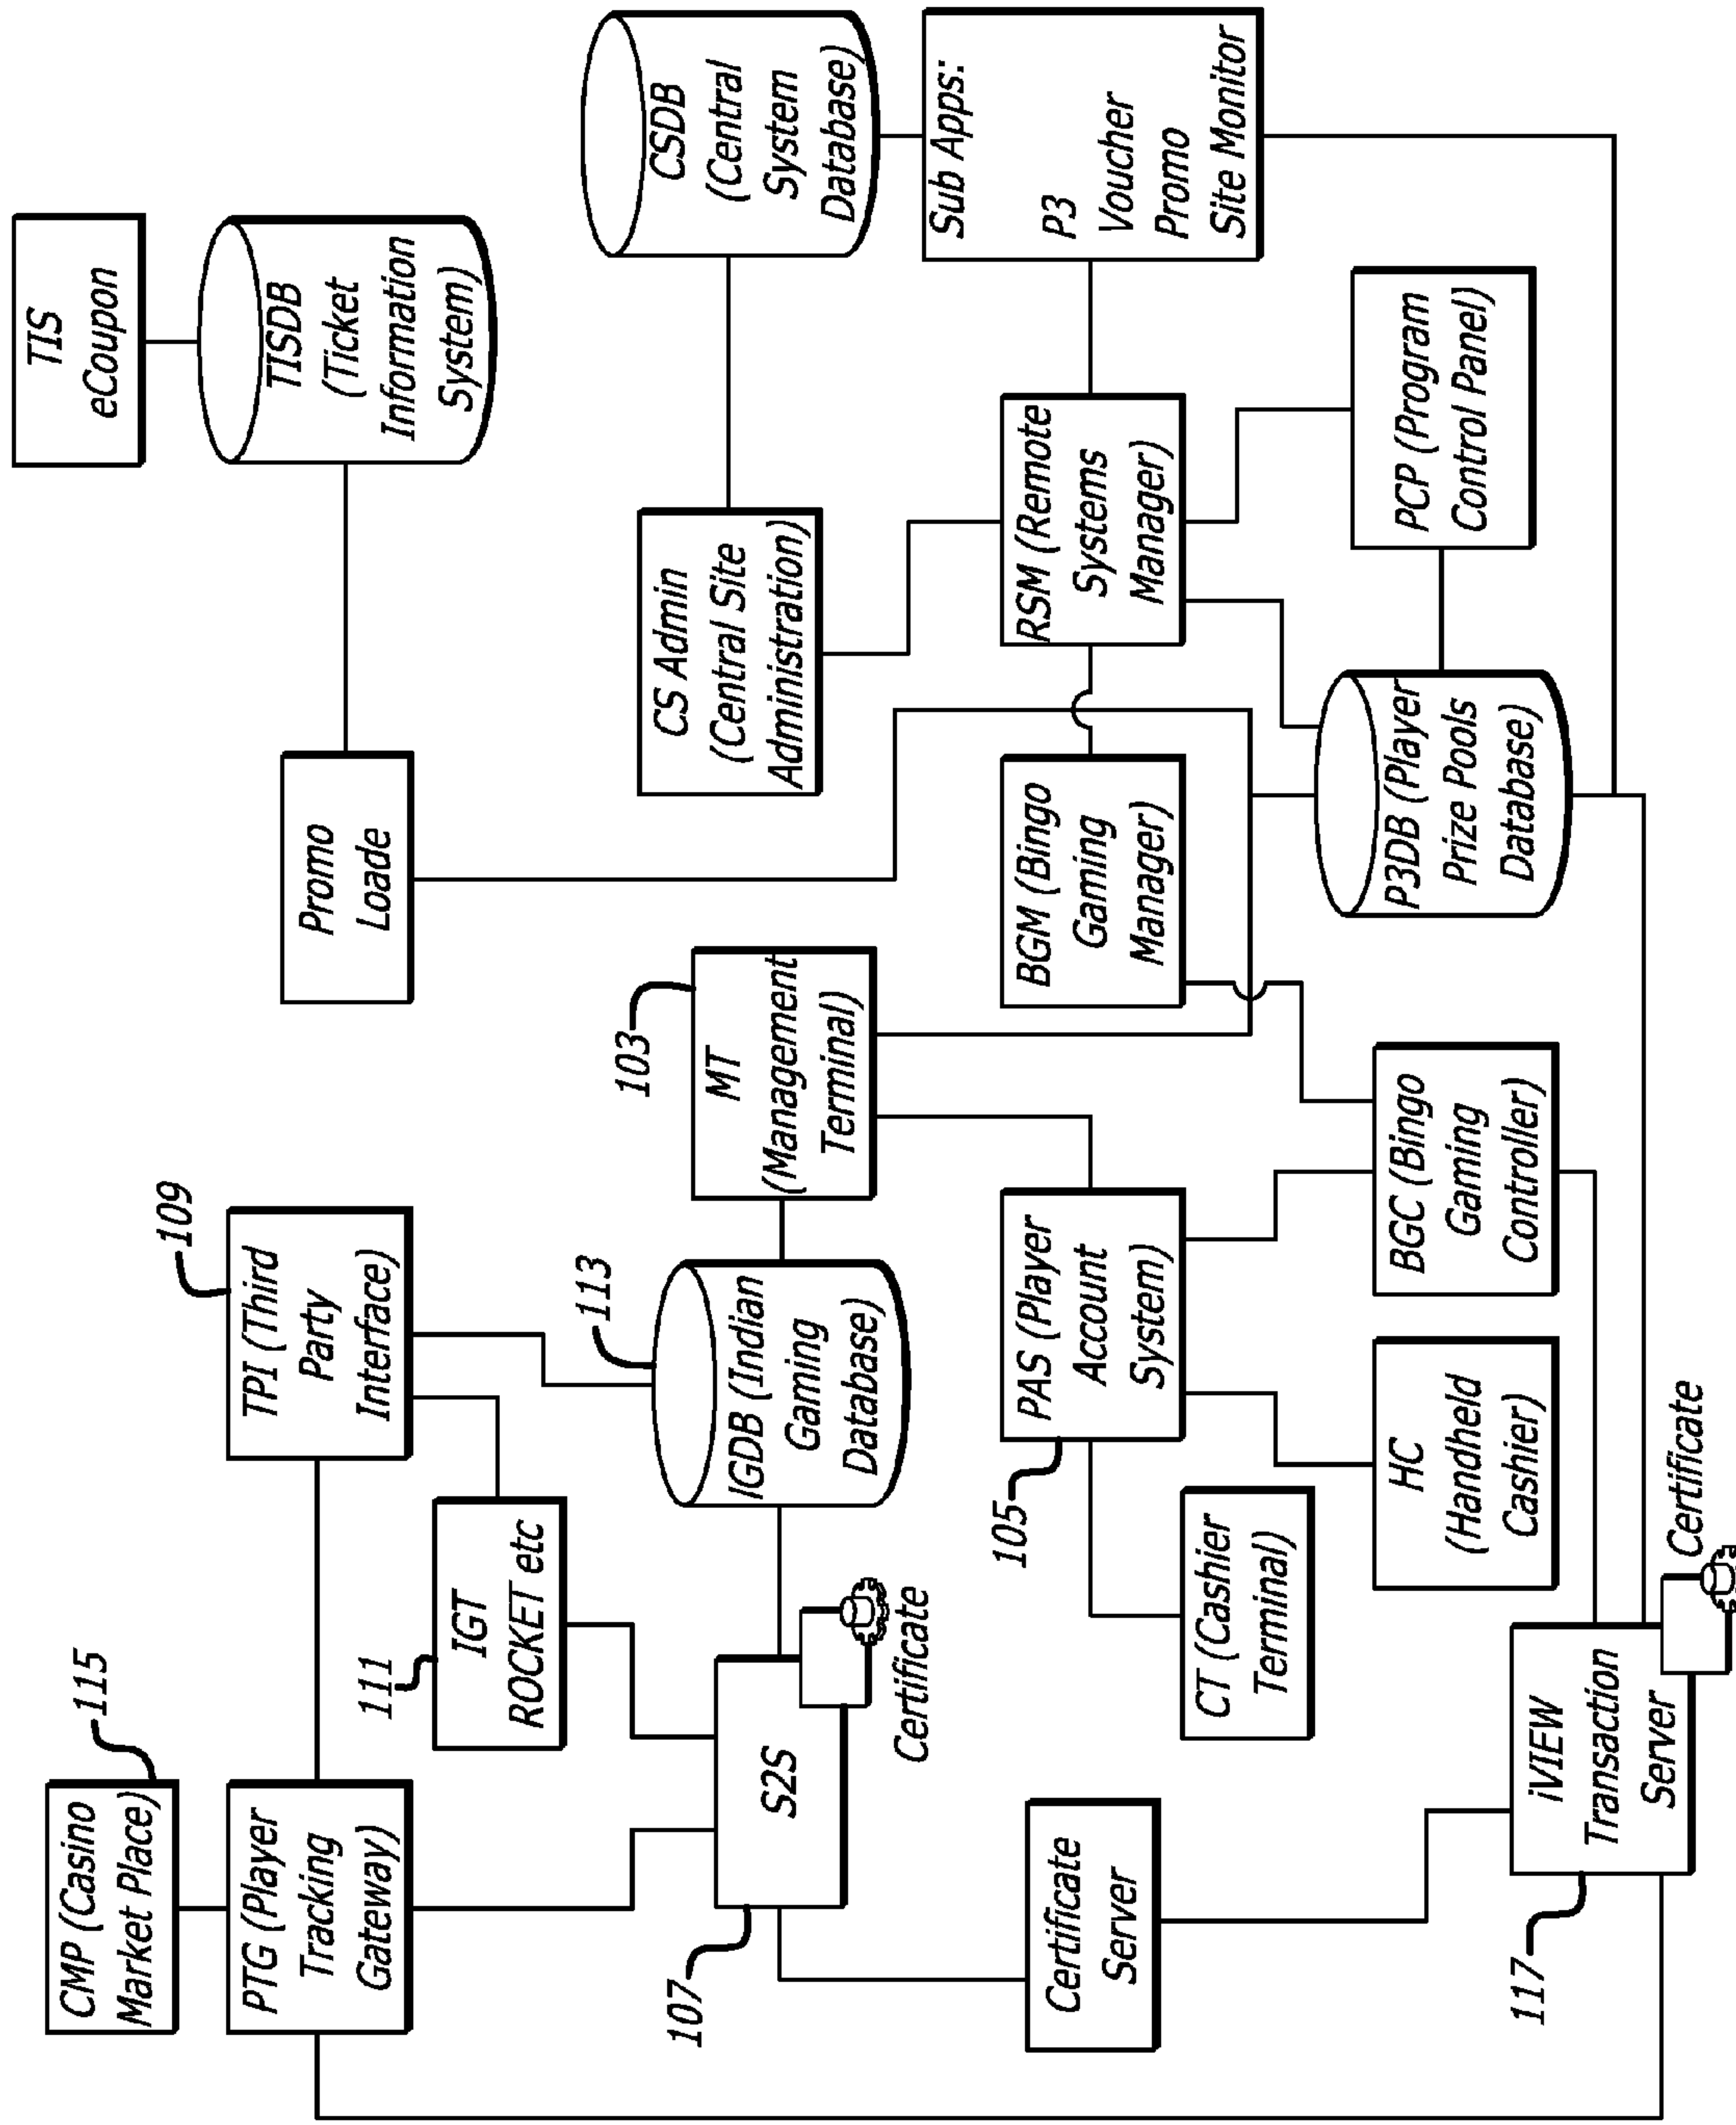 TIS
eCoupon
TISDB
(Ticket
Information
System)
Promo
Loade
CSDB
(Central
System
Database)
CS Admin
(Central Site
Administration)
Sub Apps:
P3
Voucher
Promo
Site Monitor
RSM (Remote
Systems
Manager)
PCP (Program
Control Panel)
BGM (Bingo
Gaming
Manager)
P3DB (Player
Prize Pools
Database)
103
MT
(Management
Terminal)
109
TPI (Third
Party
Interface)
113
IGDB (Indian
Gaming
Database)
115
CMP (Casino
Market Place)
PTG (Player
Tracking
Gateway)
111
IGT
ROCKET etc
107
S2S
Certificate
105
PAS (Player
Account
System)
BGC (Bingo
Gaming
Controller)
CT (Cashier
Terminal)
HC
(Handheld
Cashier)
Certificate
Server
117
iVIEW
Transaction
Server
Certificate